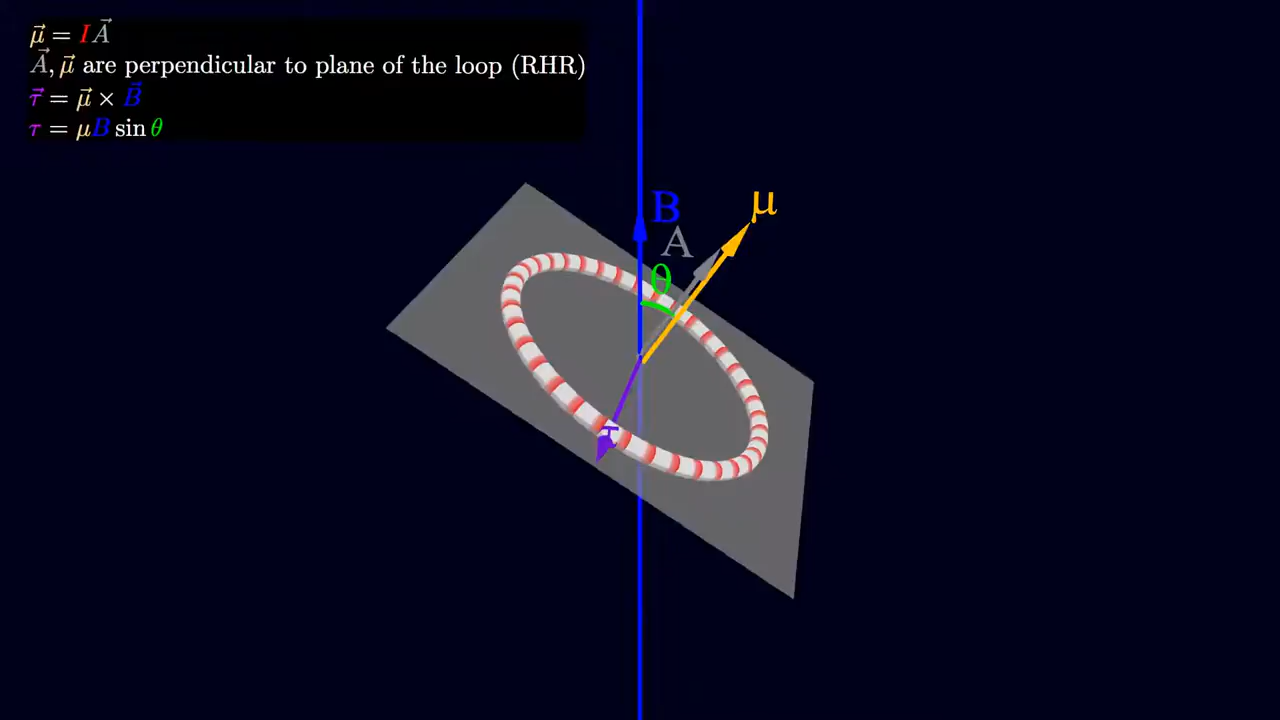 μ⃗ = IA⃗
A⃗, μ⃗ are perpendicular to plane of the loop (RHR)
τ⃗ = μ⃗ × B⃗
τ = μB sin θ
B
μ
A
θ
τ